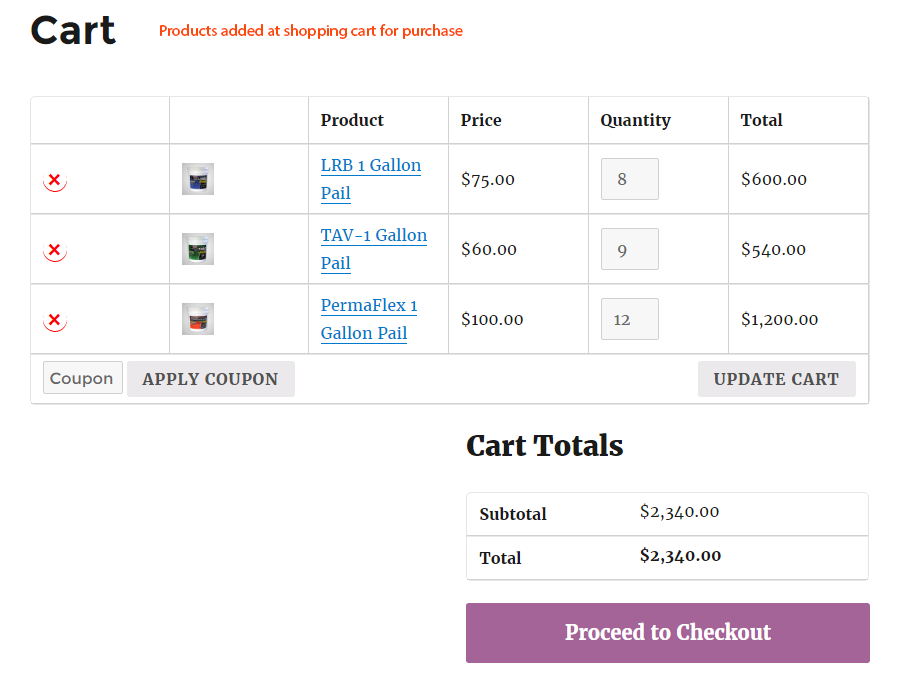 Cart
Products added at shopping cart for purchase
Product Price Quantity Total
LRB 1 Gallon
Pail
$75.00 8 $600.00
TAV-1 Gallon
Pail
$60.00 9 $540.00
PermaFlex 1
Gallon Pail
$100.00 12 $1,200.00
Coupon APPLY COUPON UPDATE CART
Cart Totals
Subtotal $2,340.00
Total $2,340.00
Proceed to Checkout